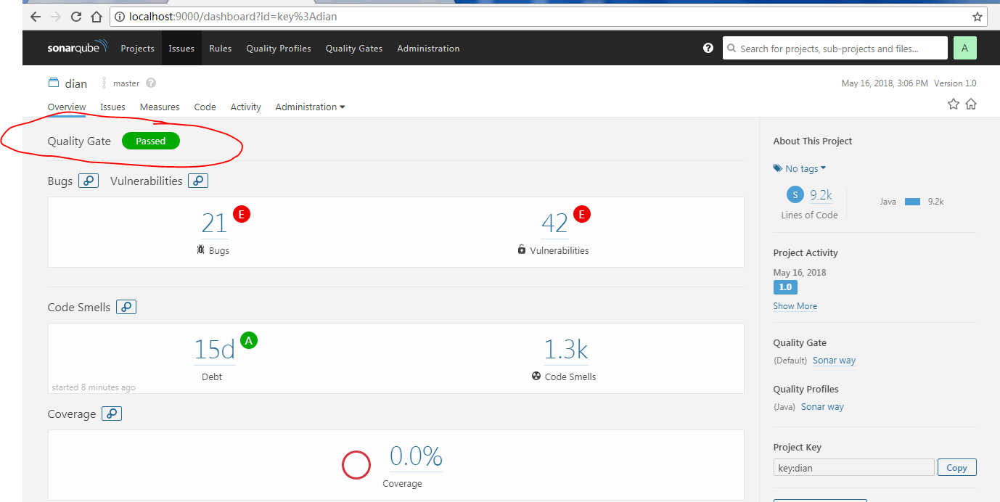 localhost:9000/dashboard?id=key%3Adian
sonarqube Projects Issues Rules Quality Profiles Quality Gates Administration ? Search for projects, sub-projects and files... A
dian master ? May 16, 2018, 3:06 PM Version 1.0
Overview Issues Measures Code Activity Administration
Quality Gate Passed
Bugs Vulnerabilities
21 E 42 E
Bugs Vulnerabilities
Code Smells
15d A 1.3k
Debt Code Smells
started 8 minutes ago
Coverage
0.0%
Coverage
About This Project
No tags
S 9.2k Java 9.2k
Lines of Code
Project Activity
May 16, 2018
1.0
Show More
Quality Gate
(Default) Sonar way
Quality Profiles
(Java) Sonar way
Project Key
key:dian Copy